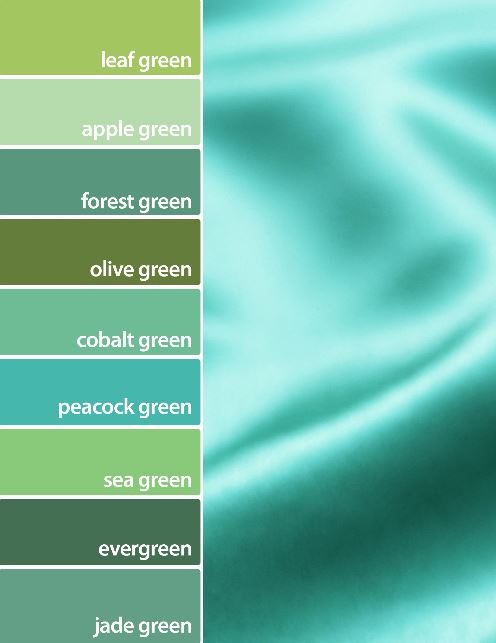 leaf green
apple green
forest green
olive green
cobalt green
peacock green
sea green
evergreen
jade green